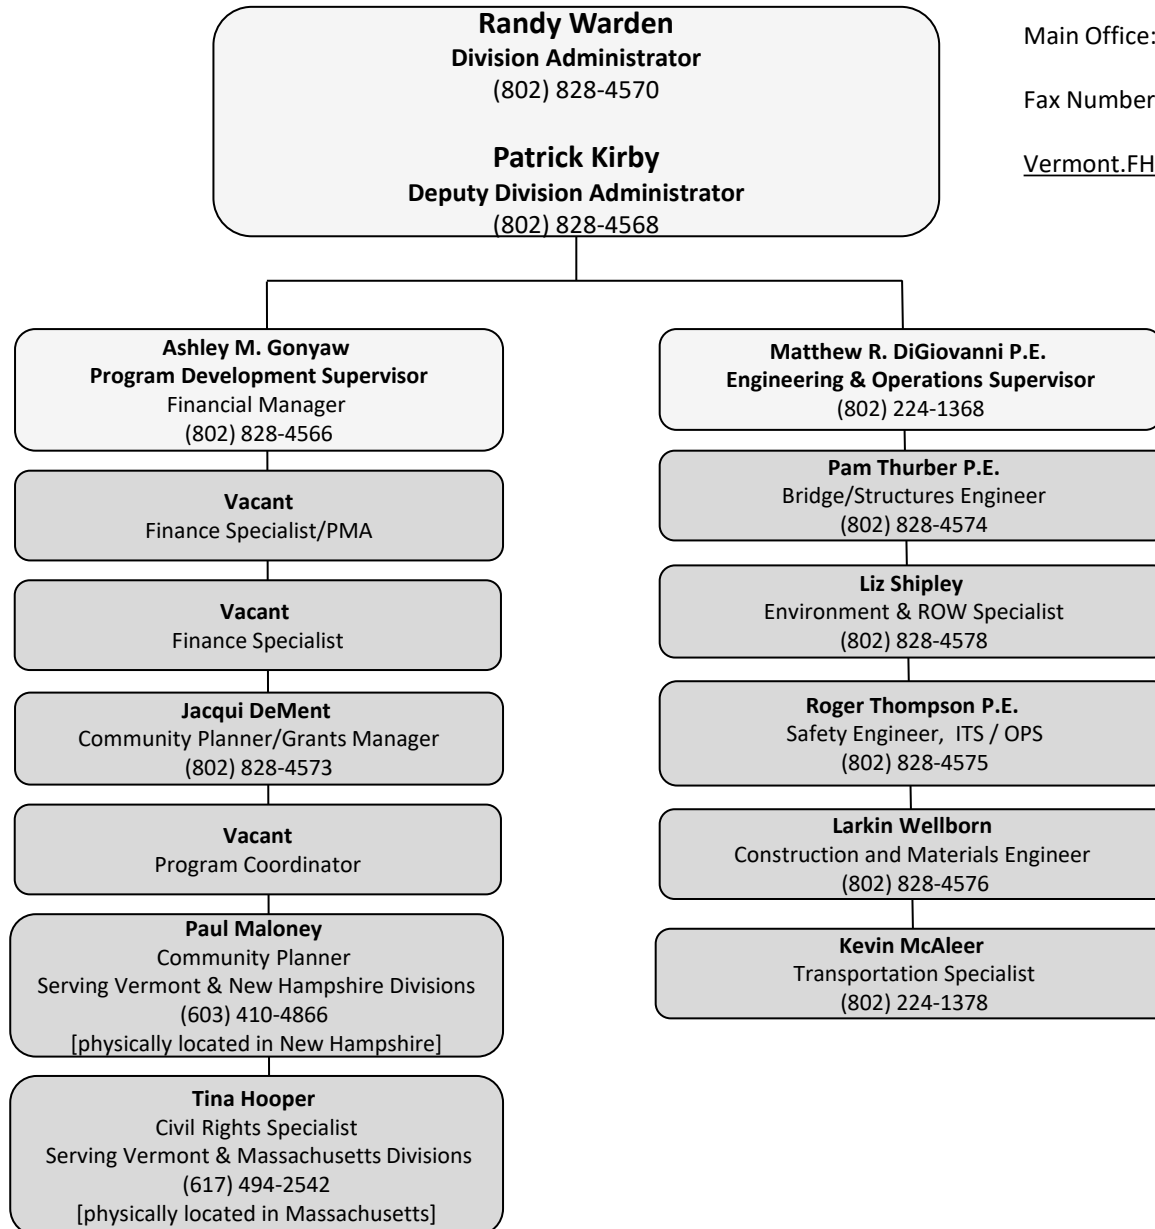 Randy Warden
Division Administrator
(802) 828-4570
Patrick Kirby
Deputy Division Administrator
(802) 828-4568
Main Office:
Fax Number
Vermont.FH
Ashley M. Gonyaw
Program Development Supervisor
Financial Manager
(802) 828-4566
Vacant
Finance Specialist/PMA
Vacant
Finance Specialist
Jacqui DeMent
Community Planner/Grants Manager
(802) 828-4573
Vacant
Program Coordinator
Paul Maloney
Community Planner
Serving Vermont & New Hampshire Divisions
(603) 410-4866
[physically located in New Hampshire]
Tina Hooper
Civil Rights Specialist
Serving Vermont & Massachusetts Divisions
(617) 494-2542
[physically located in Massachusetts]
Matthew R. DiGiovanni P.E.
Engineering & Operations Supervisor
(802) 224-1368
Pam Thurber P.E.
Bridge/Structures Engineer
(802) 828-4574
Liz Shipley
Environment & ROW Specialist
(802) 828-4578
Roger Thompson P.E.
Safety Engineer, ITS / OPS
(802) 828-4575
Larkin Wellborn
Construction and Materials Engineer
(802) 828-4576
Kevin McAleer
Transportation Specialist
(802) 224-1378